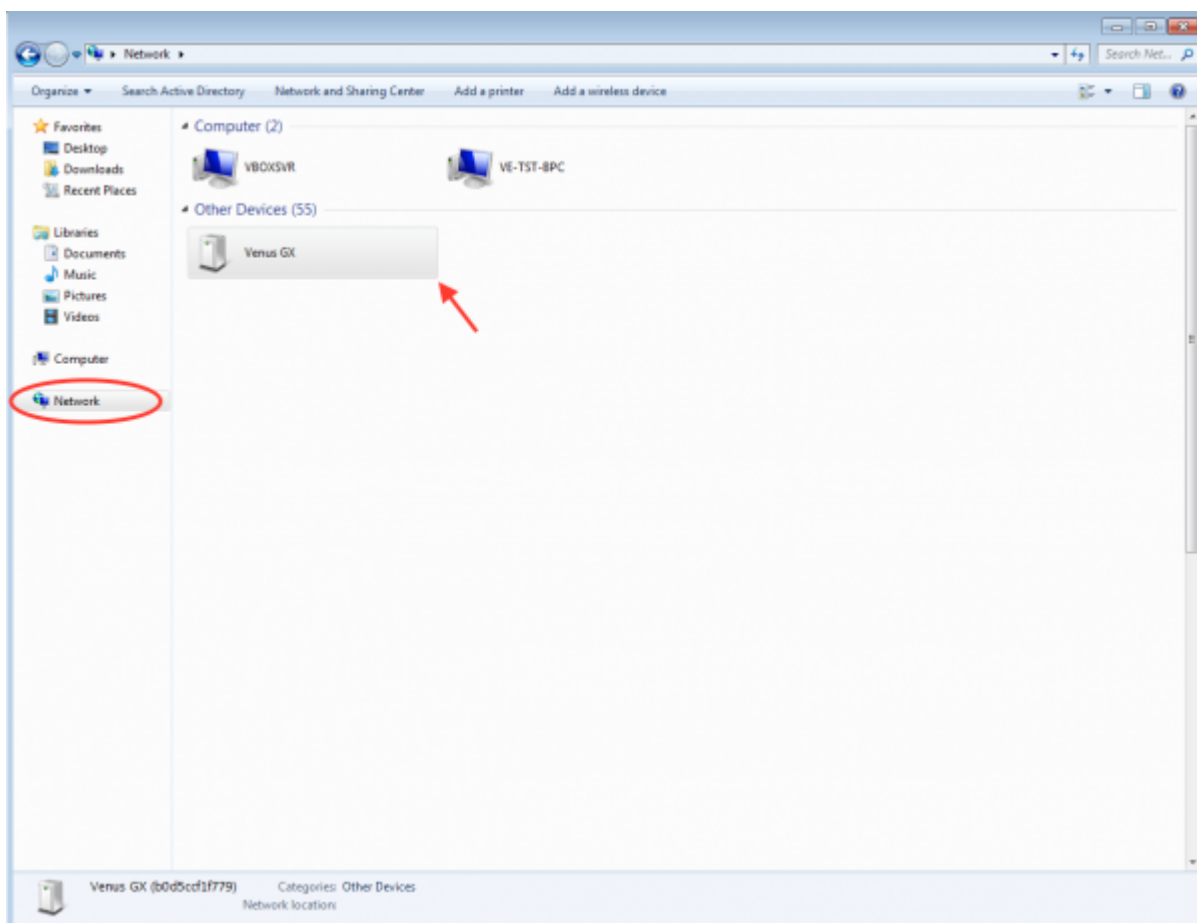 Network
Search Net...
Organize
Search Active Directory
Network and Sharing Center
Add a printer
Add a wireless device
Favorites
Desktop
Downloads
Recent Places
Libraries
Documents
Music
Pictures
Videos
Computer
Network
Computer (2)
VBOXSVR
VE-TST-8PC
Other Devices (55)
Venus GX
Venus GX (b0d5ccf1f779)
Categories: Other Devices
Network location: